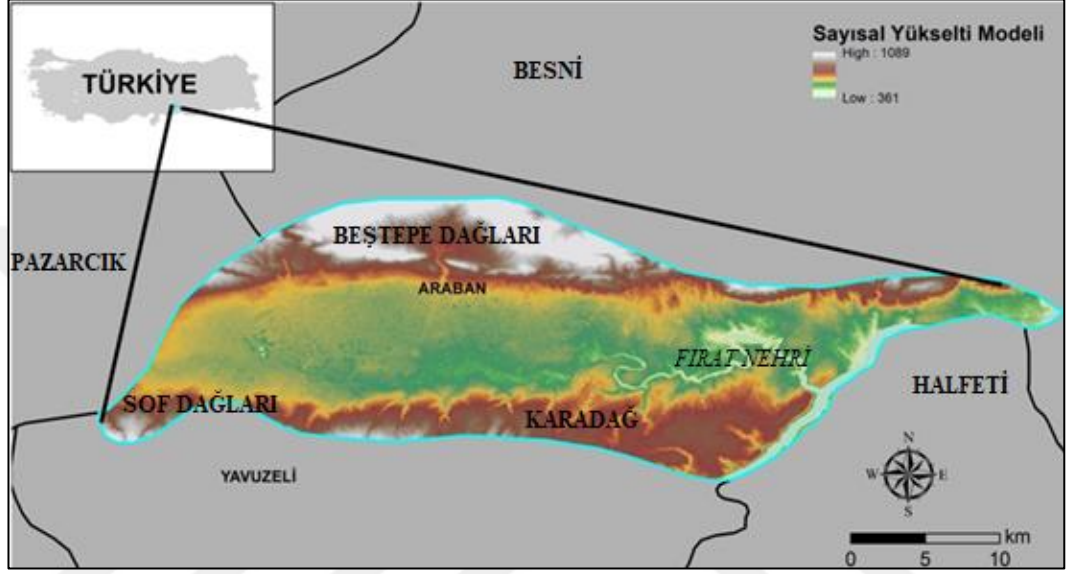 TÜRKİYE
BESNİ
Sayısal Yükselti Modeli
High : 1089
Low : 361
PAZARCIK
BEŞTEPE DAĞLARI
ARABAN
FIRAT NEHRİ
HALFETİ
SOF DAĞLARI
KARADAĞ
YAVUZELİ
N
W E
S
km
0 5 10